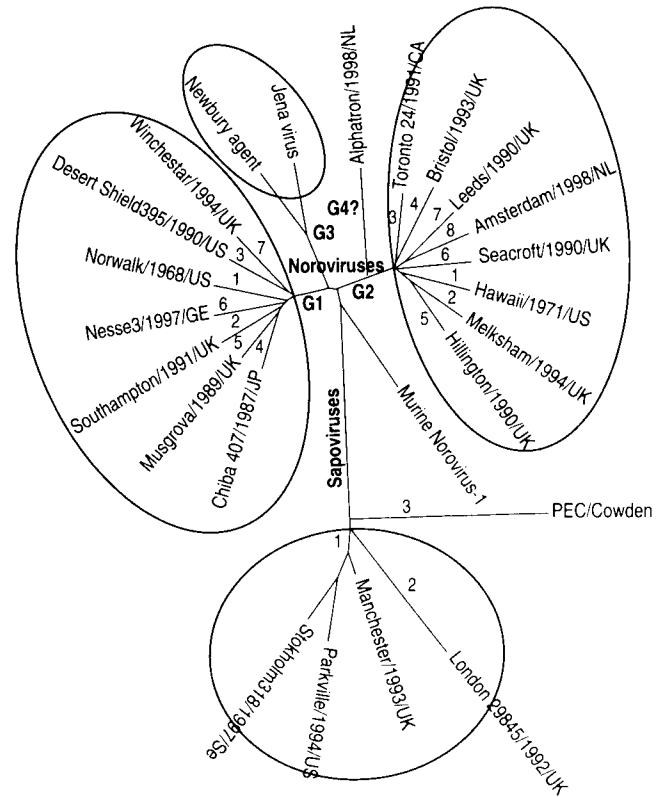 Newbury agent
Jena virus
Alphatron/1998/NL
Toronto 24/1991/CA
Bristol/1993/UK
Leeds/1990/UK
Amsterdam/1998/NL
Seacroft/1990/UK
Hawaii/1971/US
Melksham/1994/UK
Hillington/1990/UK
3
4
7
8
6
1
2
5
Winchestar/1994/UK
Desert Shield395/1990/US
Norwalk/1968/US
Nesse3/1997/GE
Southampton/1991/UK
Musgrova/1989/UK
Chiba 407/1987/JP
7
3
1
6
2
5
4
G4?
G3
Noroviruses
G1
G2
Murine Norovirus-1
Sapoviruses
3
PEC/Cowden
1
2
Stokholm318/1997/Se
Parkville/1994/US
Manchester/1993/UK
London 29845/1992/UK